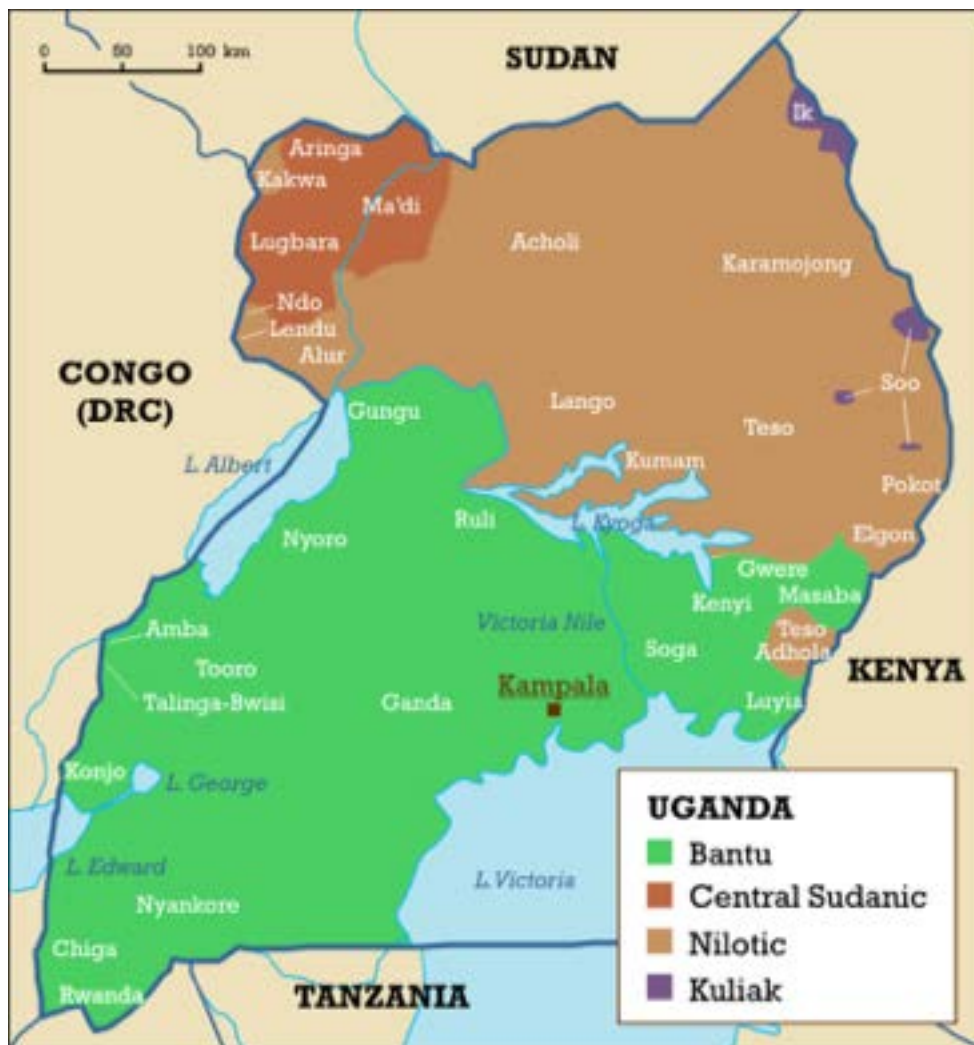 0 50 100 km
SUDAN
Ik
Aringa
Kakwa
Ma'di
Lugbara
Acholi
Karamojong
Ndo
Lendu
Alur
CONGO
(DRC)
Soo
Gungu
Lango
Teso
L. Albert
Kumam
Pokot
Ruli
L. Kyoga
Nyoro
Elgon
Gwere
Kenyi
Masaba
Amba
Victoria Nile
Teso
Soga
Adhola
Tooro
KENYA
Kampala
Talinga-Bwisi
Ganda
Luyia
Konjo
L. George
UGANDA
Bantu
Central Sudanic
Nilotic
Kuliak
L. Edward
L. Victoria
Nyankore
Chiga
Rwanda
TANZANIA